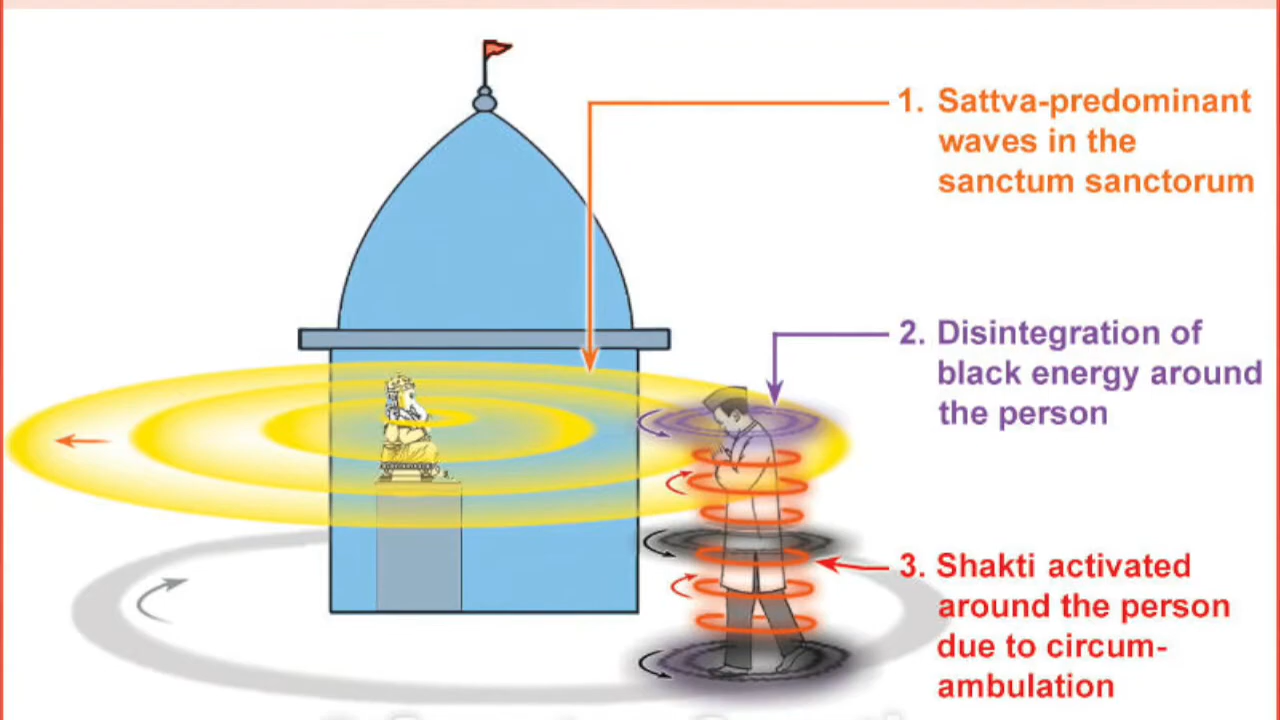 1. Sattva-predominant
waves in the
sanctum sanctorum
2. Disintegration of
black energy around
the person
3. Shakti activated
around the person
due to circum-
ambulation